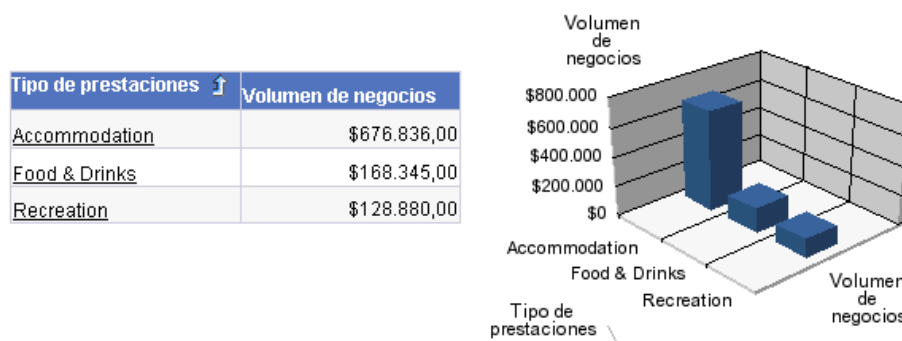 Tipo de prestaciones Volumen de negocios
Accommodation $676.836,00
Food & Drinks $168.345,00
Recreation $128.880,00
Volumen
de
negocios
$800.000
$600.000
$400.000
$200.000
$0
Accommodation
Food & Drinks
Recreation
Tipo de
prestaciones
Volumen
de
negocios